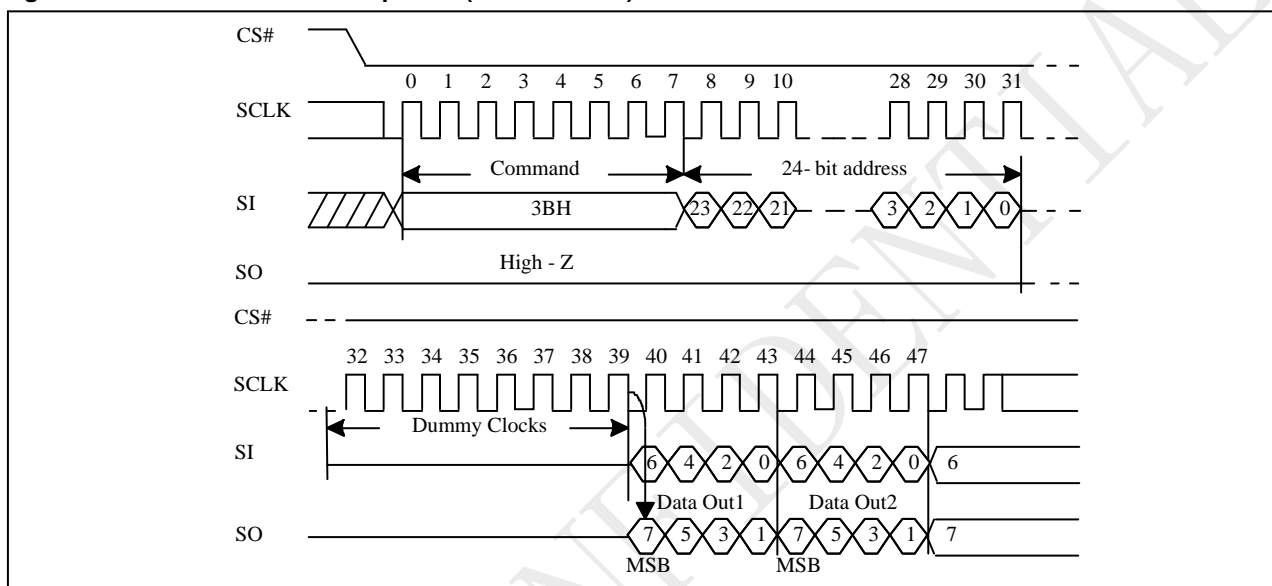 CS#
0 1 2 3 4 5 6 7 8 9 10 28 29 30 31
SCLK
Command 24- bit address
SI 3BH 23 22 21 3 2 1 0
High - Z
SO
CS#
32 33 34 35 36 37 38 39 40 41 42 43 44 45 46 47
SCLK
Dummy Clocks
SI 6 4 2 0 6 4 2 0 6
Data Out1 Data Out2
SO 7 5 3 1 7 5 3 1 7
MSB MSB